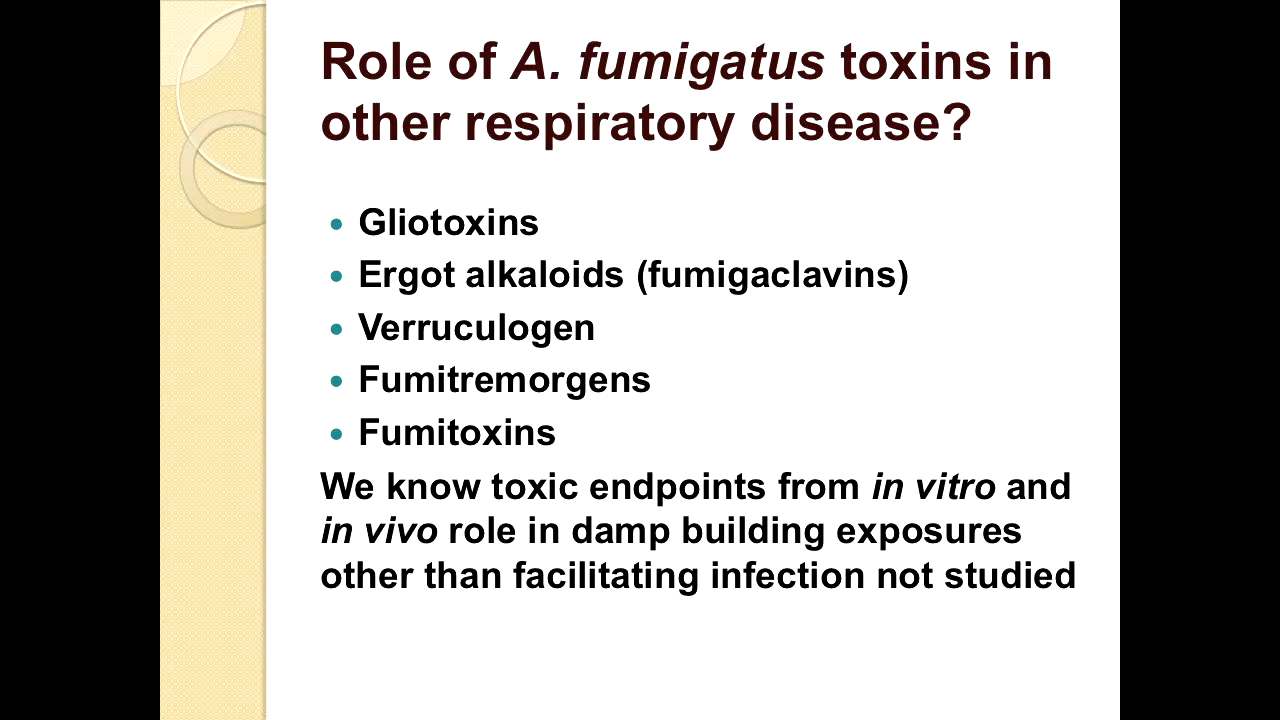 Role of A. fumigatus toxins in
other respiratory disease?
• Gliotoxins
• Ergot alkaloids (fumigaclavins)
• Verruculogen
• Fumitremorgens
• Fumitoxins
We know toxic endpoints from in vitro and
in vivo role in damp building exposures
other than facilitating infection not studied